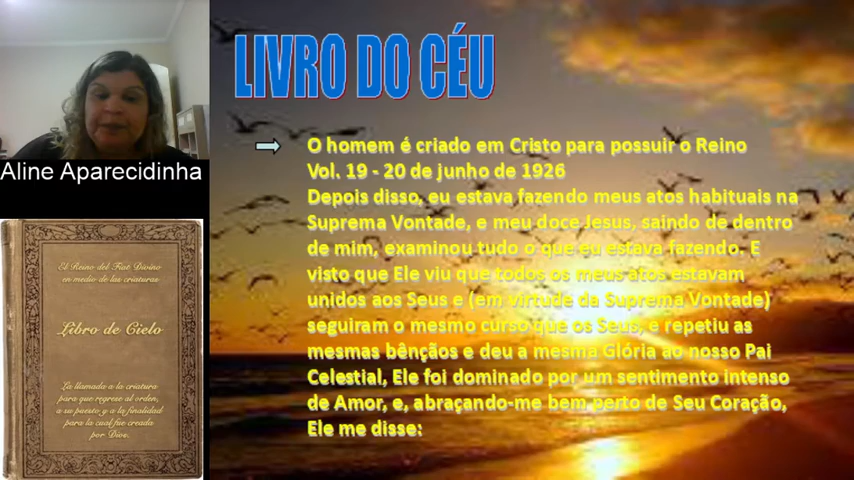 LIVRO DO CÉU
O homem é criado em Cristo para possuir o Reino
Vol. 19 - 20 de junho de 1926
Depois disso, eu estava fazendo meus atos habituais na
Suprema Vontade, e meu doce Jesus, saindo de dentro
de mim, examinou tudo o que eu estava fazendo. E
visto que Ele viu que todos os meus atos estavam
unidos aos Seus e (em virtude da Suprema Vontade)
seguiram o mesmo curso que os Seus, e repetiu as
mesmas bênçãos e deu a mesma Glória ao nosso Pai
Celestial, Ele foi dominado por um sentimento intenso
de Amor, e, abraçando-me bem perto de Seu Coração,
Ele me disse:
Aline Aparecidinha
El Reino del Fiat Divino
en medio de las criaturas
Libro de Cielo
La llamada a la criatura
para que regrese al orden,
a su puesto y a la finalidad
para la cual fue creada
por Dios.